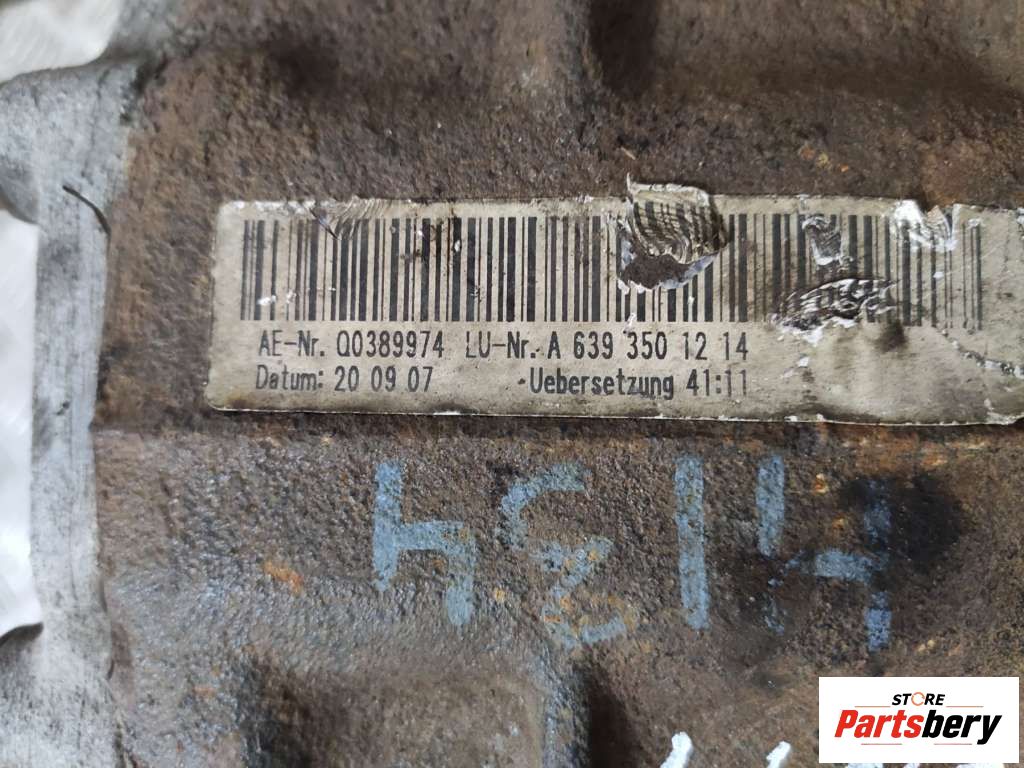 AE-Nr. Q0389974 LU-Nr. A 639 350 12 14
Datum: 20 09 07 -Uebersetzung 41:11
STORE
Partsbery